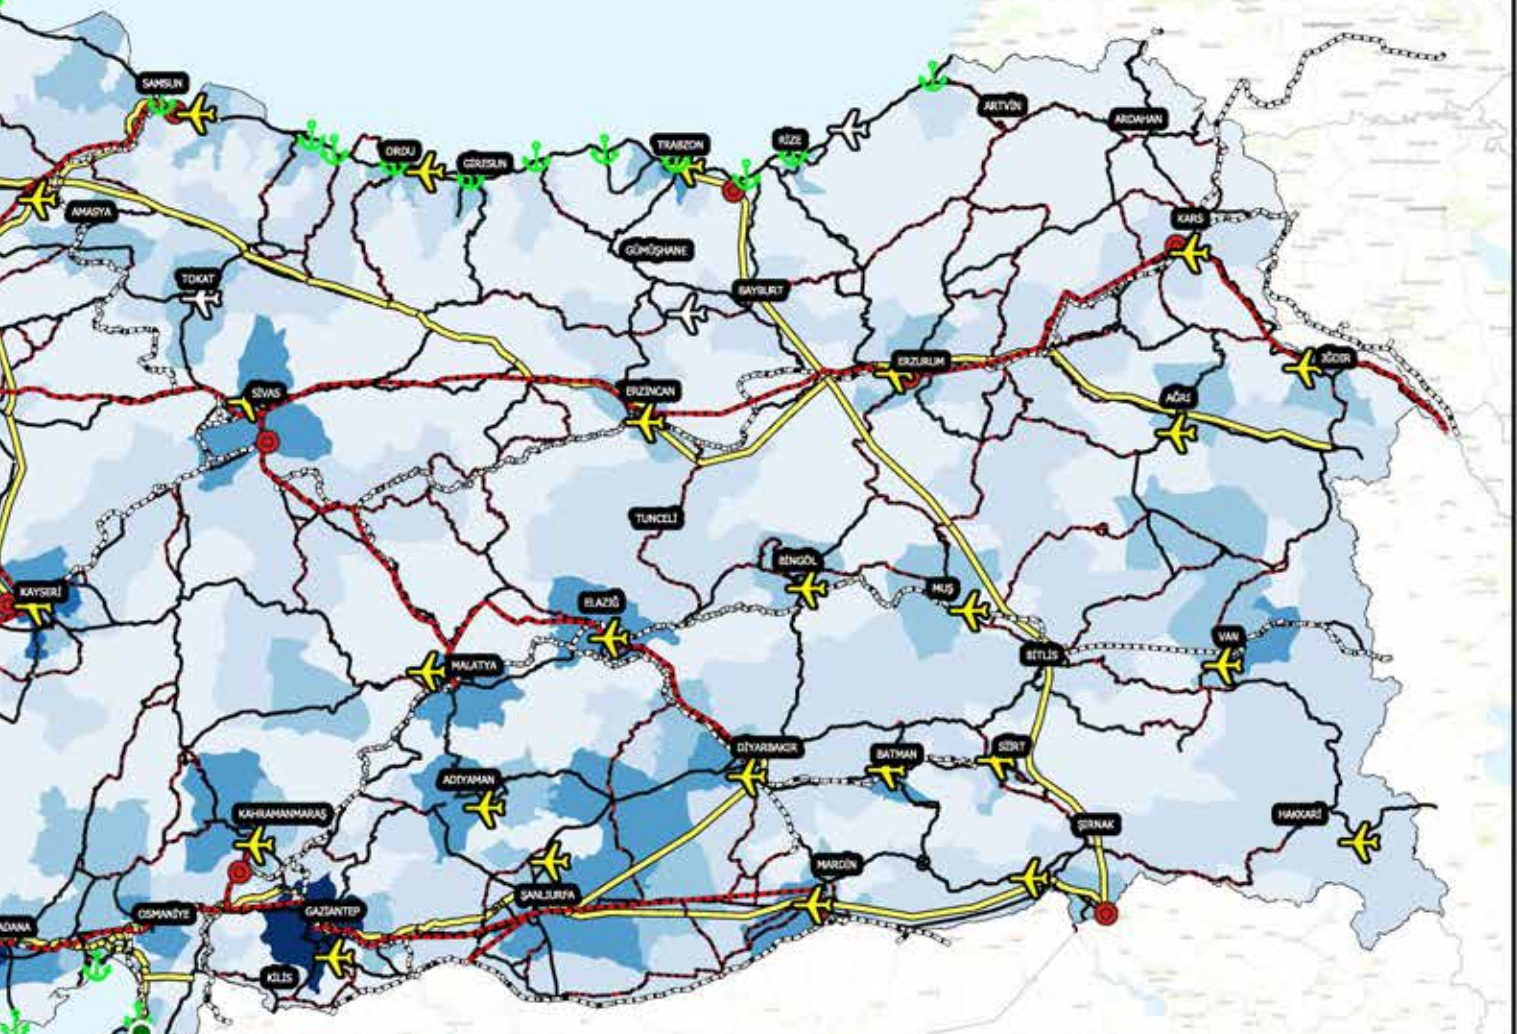 SAMSUN
ORDU
GİRESUN
TRABZON
RİZE
ARTVİN
ARDAHAN
AMASYA
KARS
GÜMÜŞHANE
TOKAT
BAYBURT
ERZURUM
IĞDIR
SİVAS
ERZİNCAN
AĞRI
TUNCELİ
KAYSERİ
BİNGÖL
MUŞ
ELAZIĞ
VAN
BİTLİS
MALATYA
DİYARBAKIR
BATMAN
SİİRT
ADIYAMAN
KAHRAMANMARAŞ
HAKKARİ
ŞIRNAK
MARDİN
ŞANLIURFA
OSMANİYE
GAZİANTEP
ADANA
KİLİS